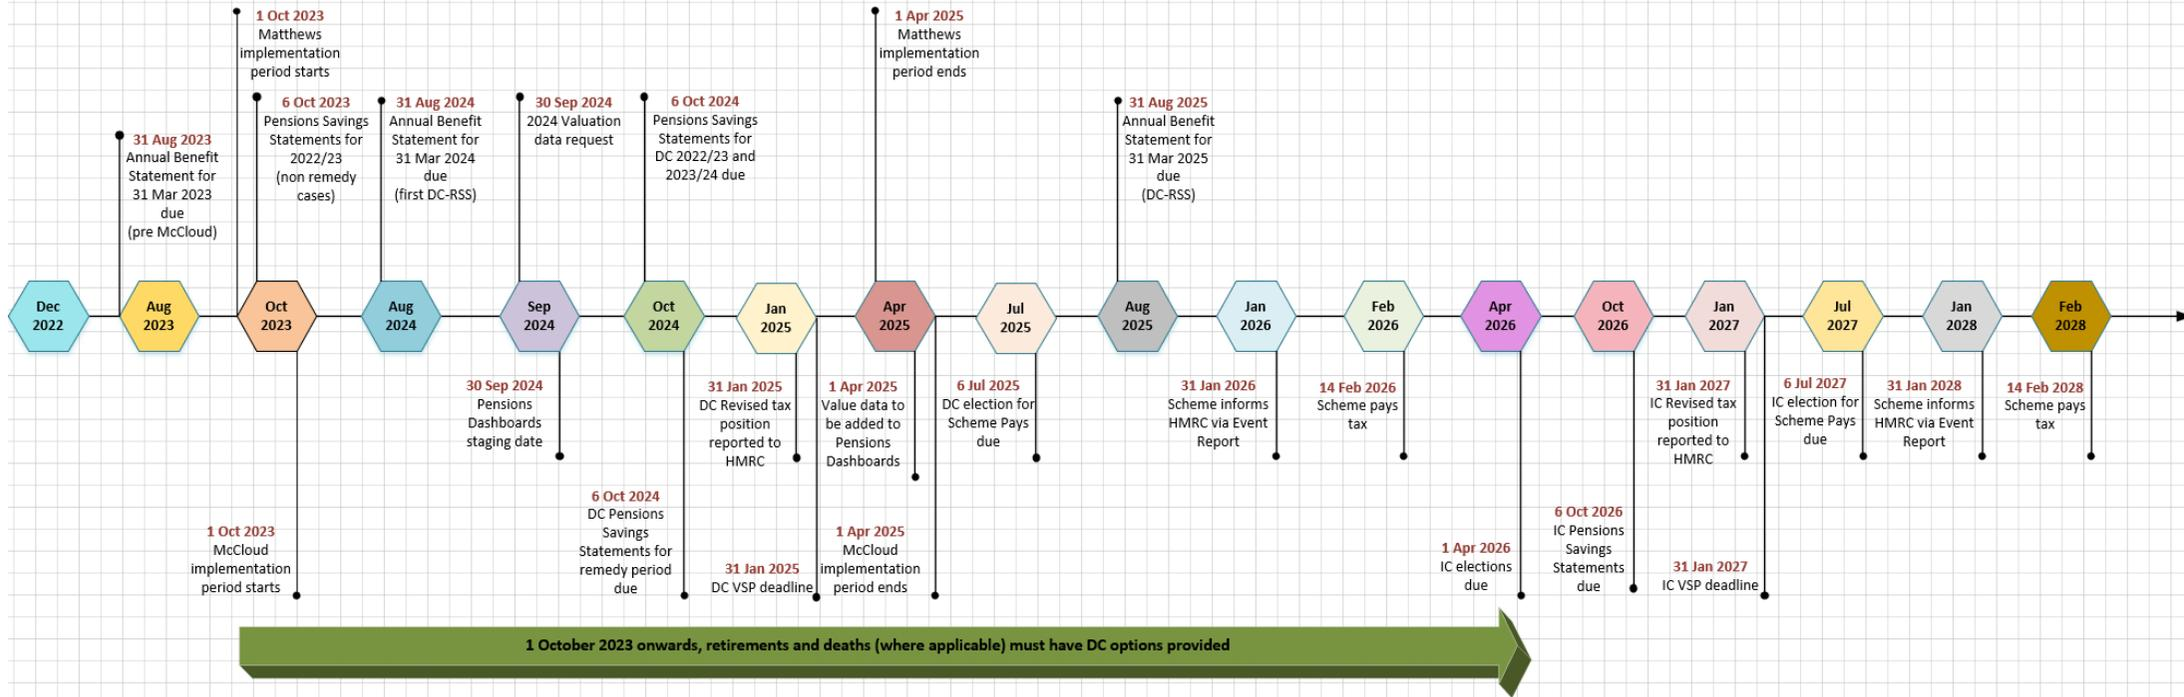 1 Oct 2023
Matthews
implementation
period starts
1 Apr 2025
Matthews
implementation
period ends
31 Aug 2023
Annual Benefit
Statement for
31 Mar 2023
due
(pre McCloud)
6 Oct 2023
Pensions Savings
Statements for
2022/23
(non remedy
cases)
31 Aug 2024
Annual Benefit
Statement for
31 Mar 2024
due
(first DC-RSS)
30 Sep 2024
2024 Valuation
data request
6 Oct 2024
Pensions Savings
Statements for
DC 2022/23 and
2023/24 due
31 Aug 2025
Annual Benefit
Statement for
31 Mar 2025
due
(DC-RSS)
Dec
2022
Aug
2023
Oct
2023
Aug
2024
Sep
2024
Oct
2024
Jan
2025
Apr
2025
Jul
2025
Aug
2025
Jan
2026
Feb
2026
Apr
2026
Oct
2026
Jan
2027
Jul
2027
Jan
2028
Feb
2028
30 Sep 2024
Pensions
Dashboards
staging date
31 Jan 2025
DC Revised tax
position
reported to
HMRC
1 Apr 2025
Value data to
be added to
Pensions
Dashboards
6 Jul 2025
DC election for
Scheme Pays
due
31 Jan 2026
Scheme informs
HMRC via Event
Report
14 Feb 2026
Scheme pays
tax
31 Jan 2027
IC Revised tax
position
reported to
HMRC
6 Jul 2027
IC election for
Scheme Pays
due
31 Jan 2028
Scheme informs
HMRC via Event
Report
14 Feb 2028
Scheme pays
tax
1 Oct 2023
McCloud
implementation
period starts
6 Oct 2024
DC Pensions
Savings
Statements for
remedy period
due
31 Jan 2025
DC VSP deadline
1 Apr 2025
McCloud
implementation
period ends
1 Apr 2026
IC elections
due
6 Oct 2026
IC Pensions
Savings
Statements
due
31 Jan 2027
IC VSP deadline
1 October 2023 onwards, retirements and deaths (where applicable) must have DC options provided